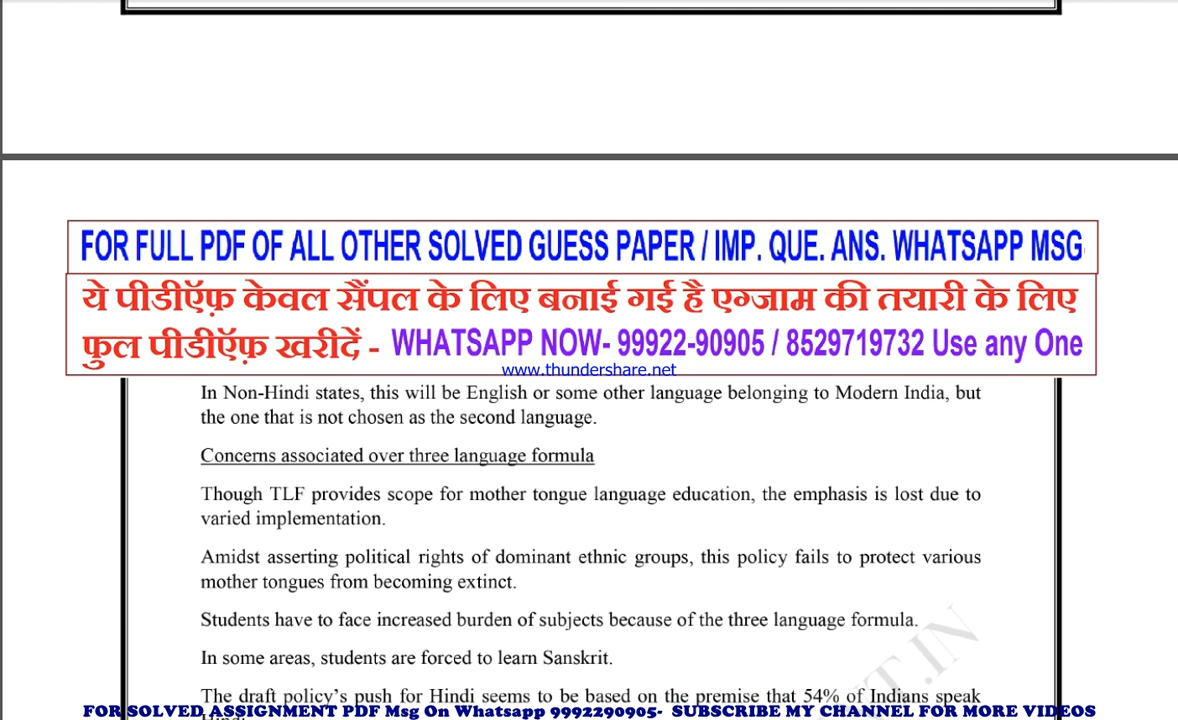 FOR FULL PDF OF ALL OTHER SOLVED GUESS PAPER / IMP. QUE. ANS. WHATSAPP MSG
ये पीडीऍफ़ केवल सैंपल के लिए बनाई गई है एग्जाम की तयारी के लिए
फुल पीडीऍफ़ खरीदें - WHATSAPP NOW- 99922-90905 / 8529719732 Use any One
www.thundershare.net
In Non-Hindi states, this will be English or some other language belonging to Modern India, but
the one that is not chosen as the second language.
Concerns associated over three language formula
Though TLF provides scope for mother tongue language education, the emphasis is lost due to
varied implementation.
Amidst asserting political rights of dominant ethnic groups, this policy fails to protect various
mother tongues from becoming extinct.
Students have to face increased burden of subjects because of the three language formula.
In some areas, students are forced to learn Sanskrit.
The draft policy's push for Hindi seems to be based on the premise that 54% of Indians speak
FOR SOLVED ASSIGNMENT PDF Msg On Whatsapp 9992290905- SUBSCRIBE MY CHANNEL FOR MORE VIDEOS